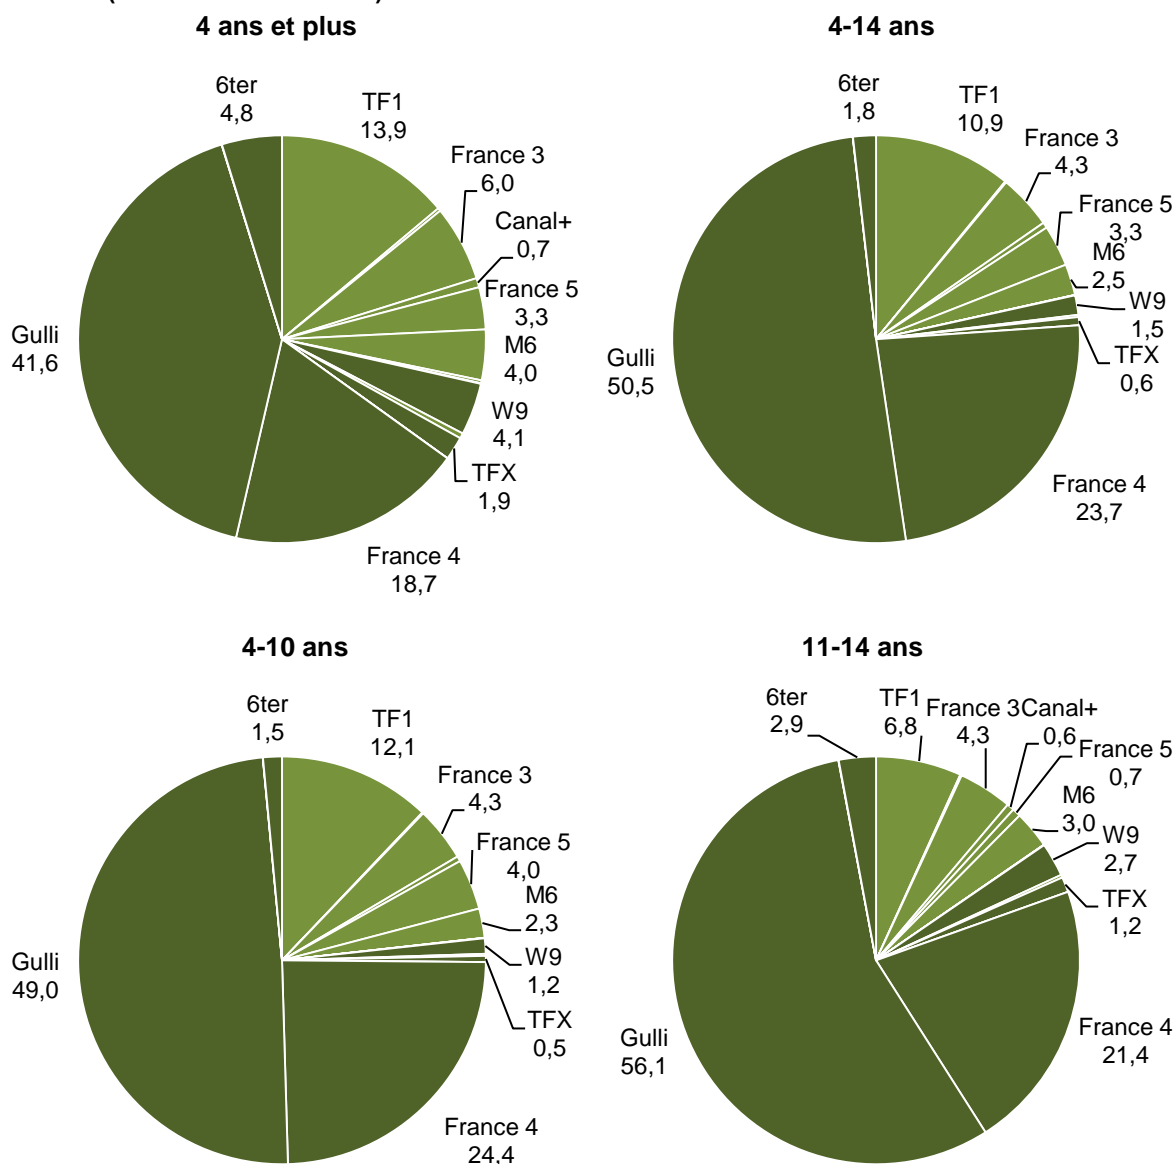 4 ans et plus
6ter
4,8
TF1
13,9
France 3
6,0
Canal+
0,7
France 5
3,3
M6
4,0
W9
4,1
TFX
1,9
France 4
18,7
Gulli
41,6
4-14 ans
6ter
1,8
TF1
10,9
France 3
4,3
France 5
3,3
M6
2,5
W9
1,5
TFX
0,6
France 4
23,7
Gulli
50,5
4-10 ans
6ter
1,5
TF1
12,1
France 3
4,3
France 5
4,0
M6
2,3
W9
1,2
TFX
0,5
France 4
24,4
Gulli
49,0
11-14 ans
6ter
2,9
TF1
6,8
France 3
4,3
Canal+
0,6
France 5
0,7
M6
3,0
W9
2,7
TFX
1,2
France 4
21,4
Gulli
56,1